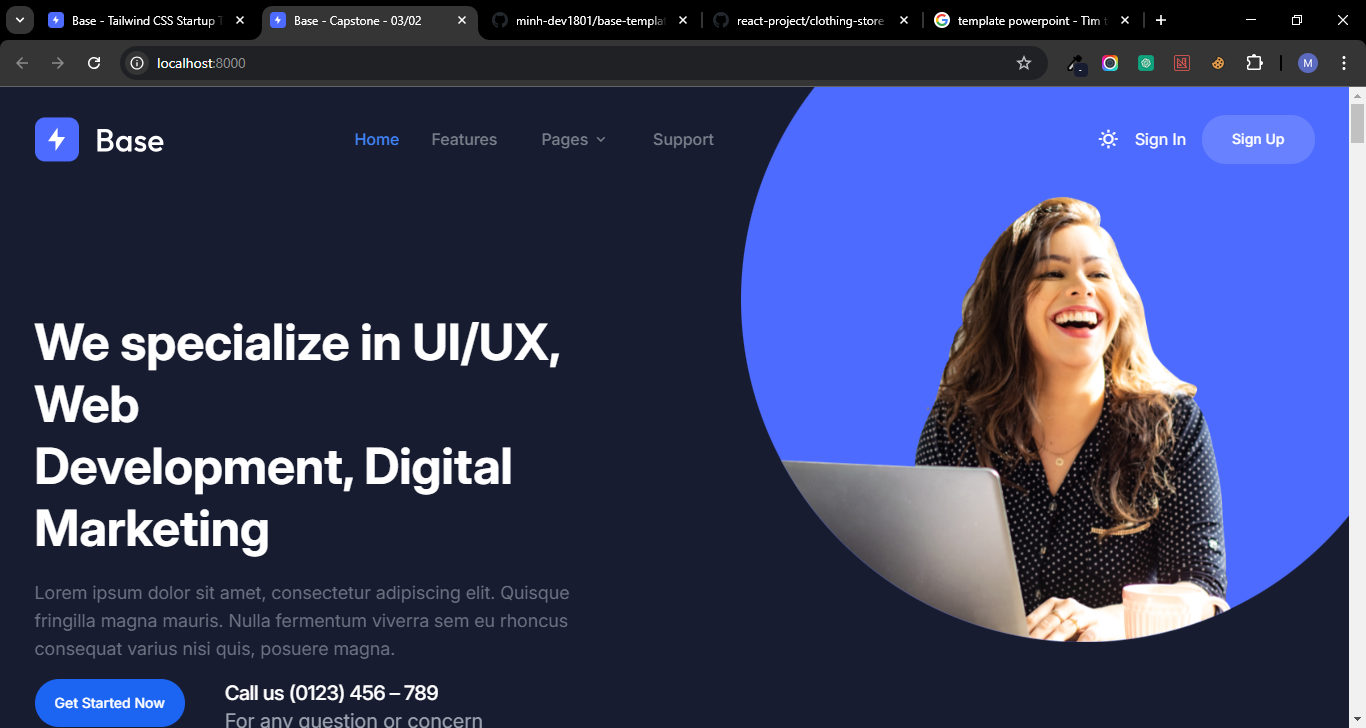 Base - Tailwind CSS Startup T
Base - Capstone - 03/02
minh-dev1801/base-templat
react-project/clothing-store
template powerpoint - Tìm t
localhost:8000
M
Base
Home
Features
Pages
Support
Sign In
Sign Up
We specialize in UI/UX,
Web
Development, Digital
Marketing
Lorem ipsum dolor sit amet, consectetur adipiscing elit. Quisque
fringilla magna mauris. Nulla fermentum viverra sem eu rhoncus
consequat varius nisi quis, posuere magna.
Get Started Now
Call us (0123) 456 – 789
For any question or concern